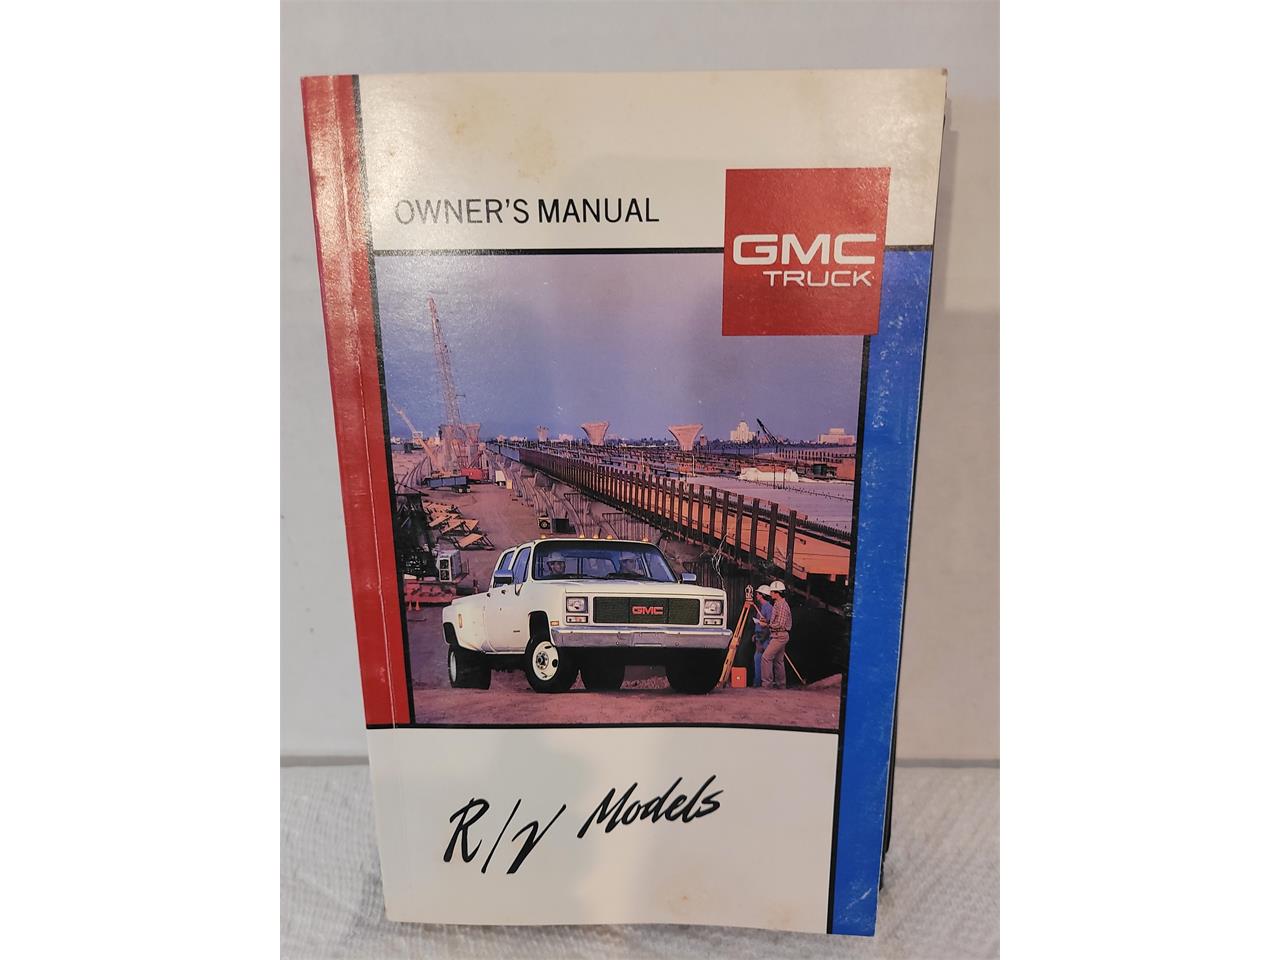 OWNER'S MANUAL
GMC
TRUCK
GMC
R/V Models